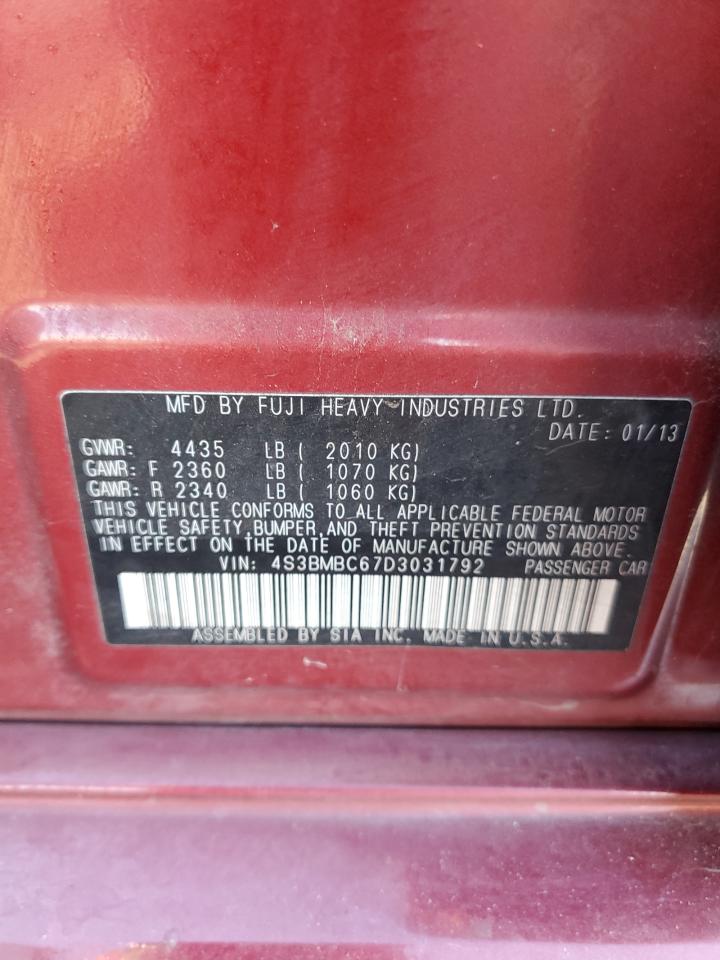 MFD BY FUJI HEAVY INDUSTRIES LTD.
DATE: 01/13
GVWR: 4435 LB ( 2010 KG)
GAWR: F 2360 LB ( 1070 KG)
GAWR: R 2340 LB ( 1060 KG)
THIS VEHICLE CONFORMS TO ALL APPLICABLE FEDERAL MOTOR
VEHICLE SAFETY,BUMPER,AND THEFT PREVENTION STANDARDS
IN EFFECT ON THE DATE OF MANUFACTURE SHOWN ABOVE.
VIN: 4S3BMBC67D3031792 PASSENGER CAR
ASSEMBLED BY SIA INC. MADE IN U.S.A.